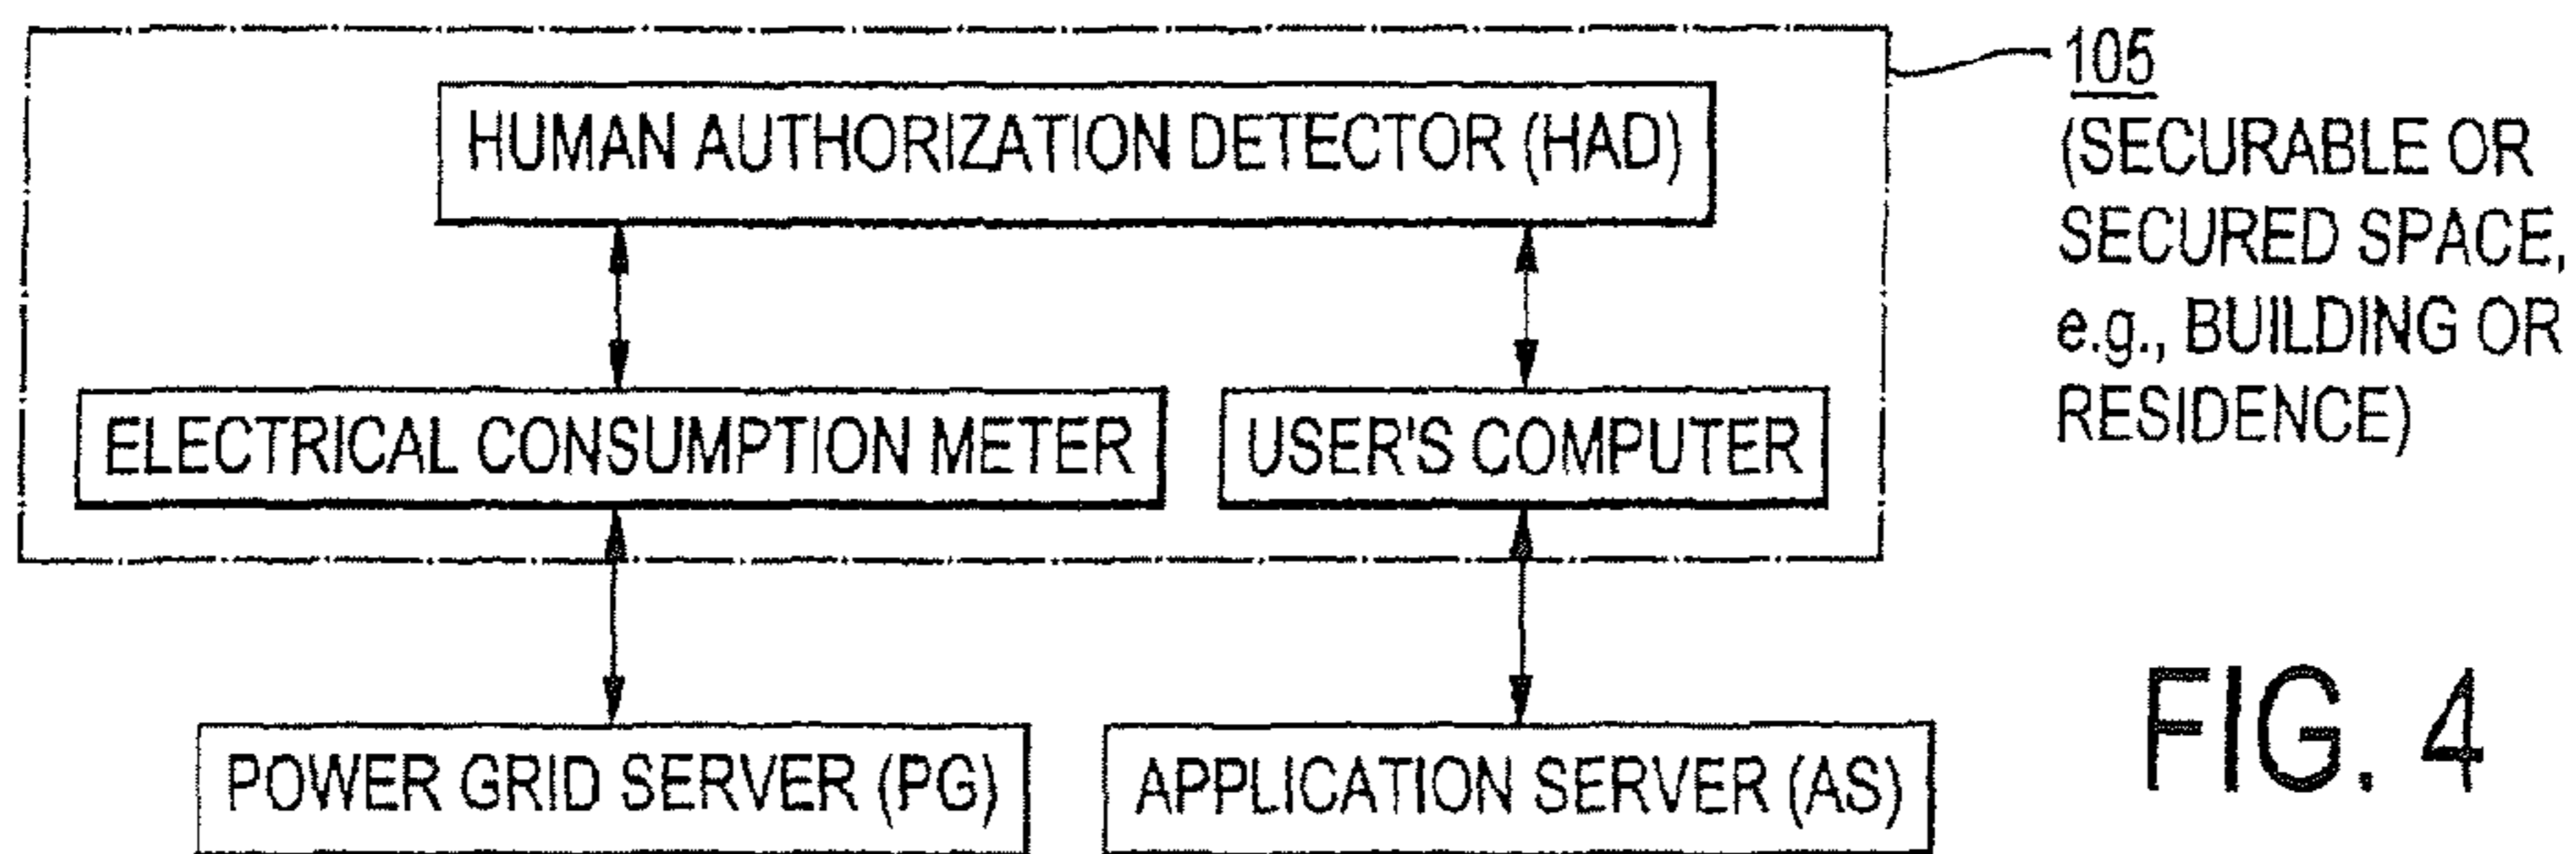 105
(SECURABLE OR
SECURED SPACE,
e.g., BUILDING OR
RESIDENCE)
HUMAN AUTHORIZATION DETECTOR (HAD)
ELECTRICAL CONSUMPTION METER
USER'S COMPUTER
POWER GRID SERVER (PG)
APPLICATION SERVER (AS)
FIG. 4